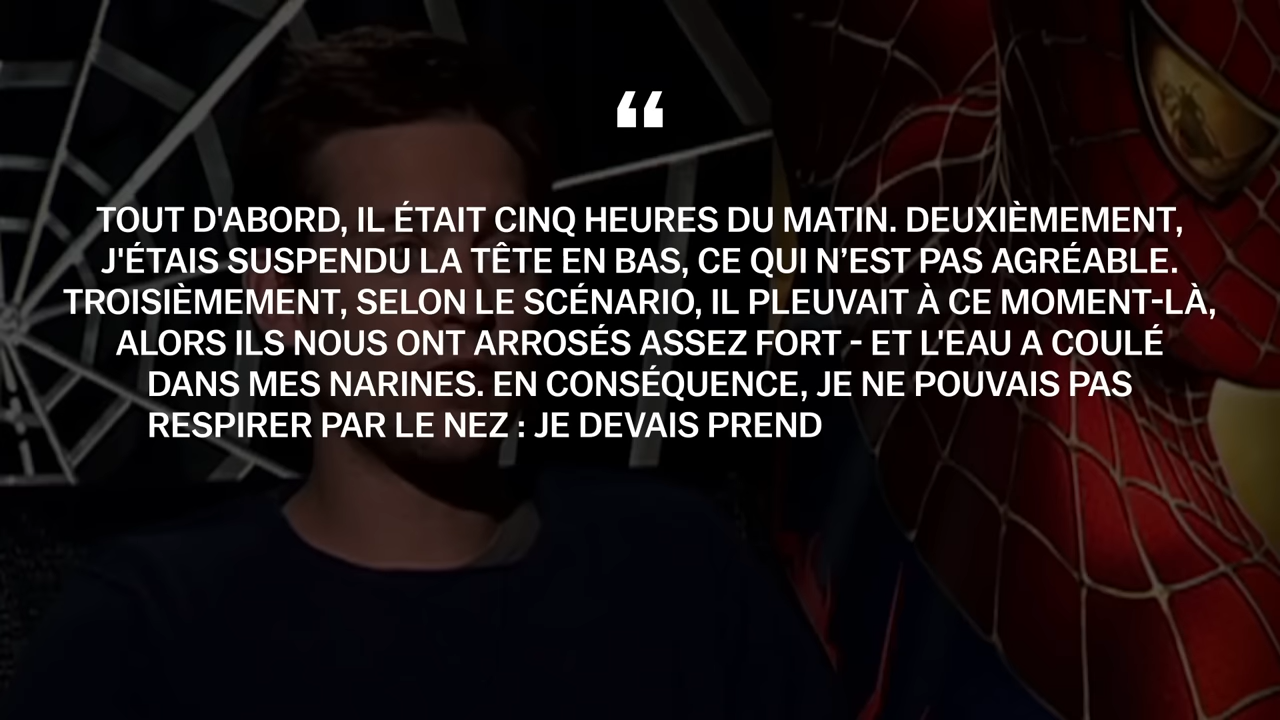 “
TOUT D'ABORD, IL ÉTAIT CINQ HEURES DU MATIN. DEUXIÈMEMENT,
J'ÉTAIS SUSPENDU LA TÊTE EN BAS, CE QUI N’EST PAS AGRÉABLE.
TROISIÈMEMENT, SELON LE SCÉNARIO, IL PLEUVAIT À CE MOMENT-LÀ,
ALORS ILS NOUS ONT ARROSÉS ASSEZ FORT - ET L'EAU A COULÉ
DANS MES NARINES. EN CONSÉQUENCE, JE NE POUVAIS PAS
RESPIRER PAR LE NEZ : JE DEVAIS PREND